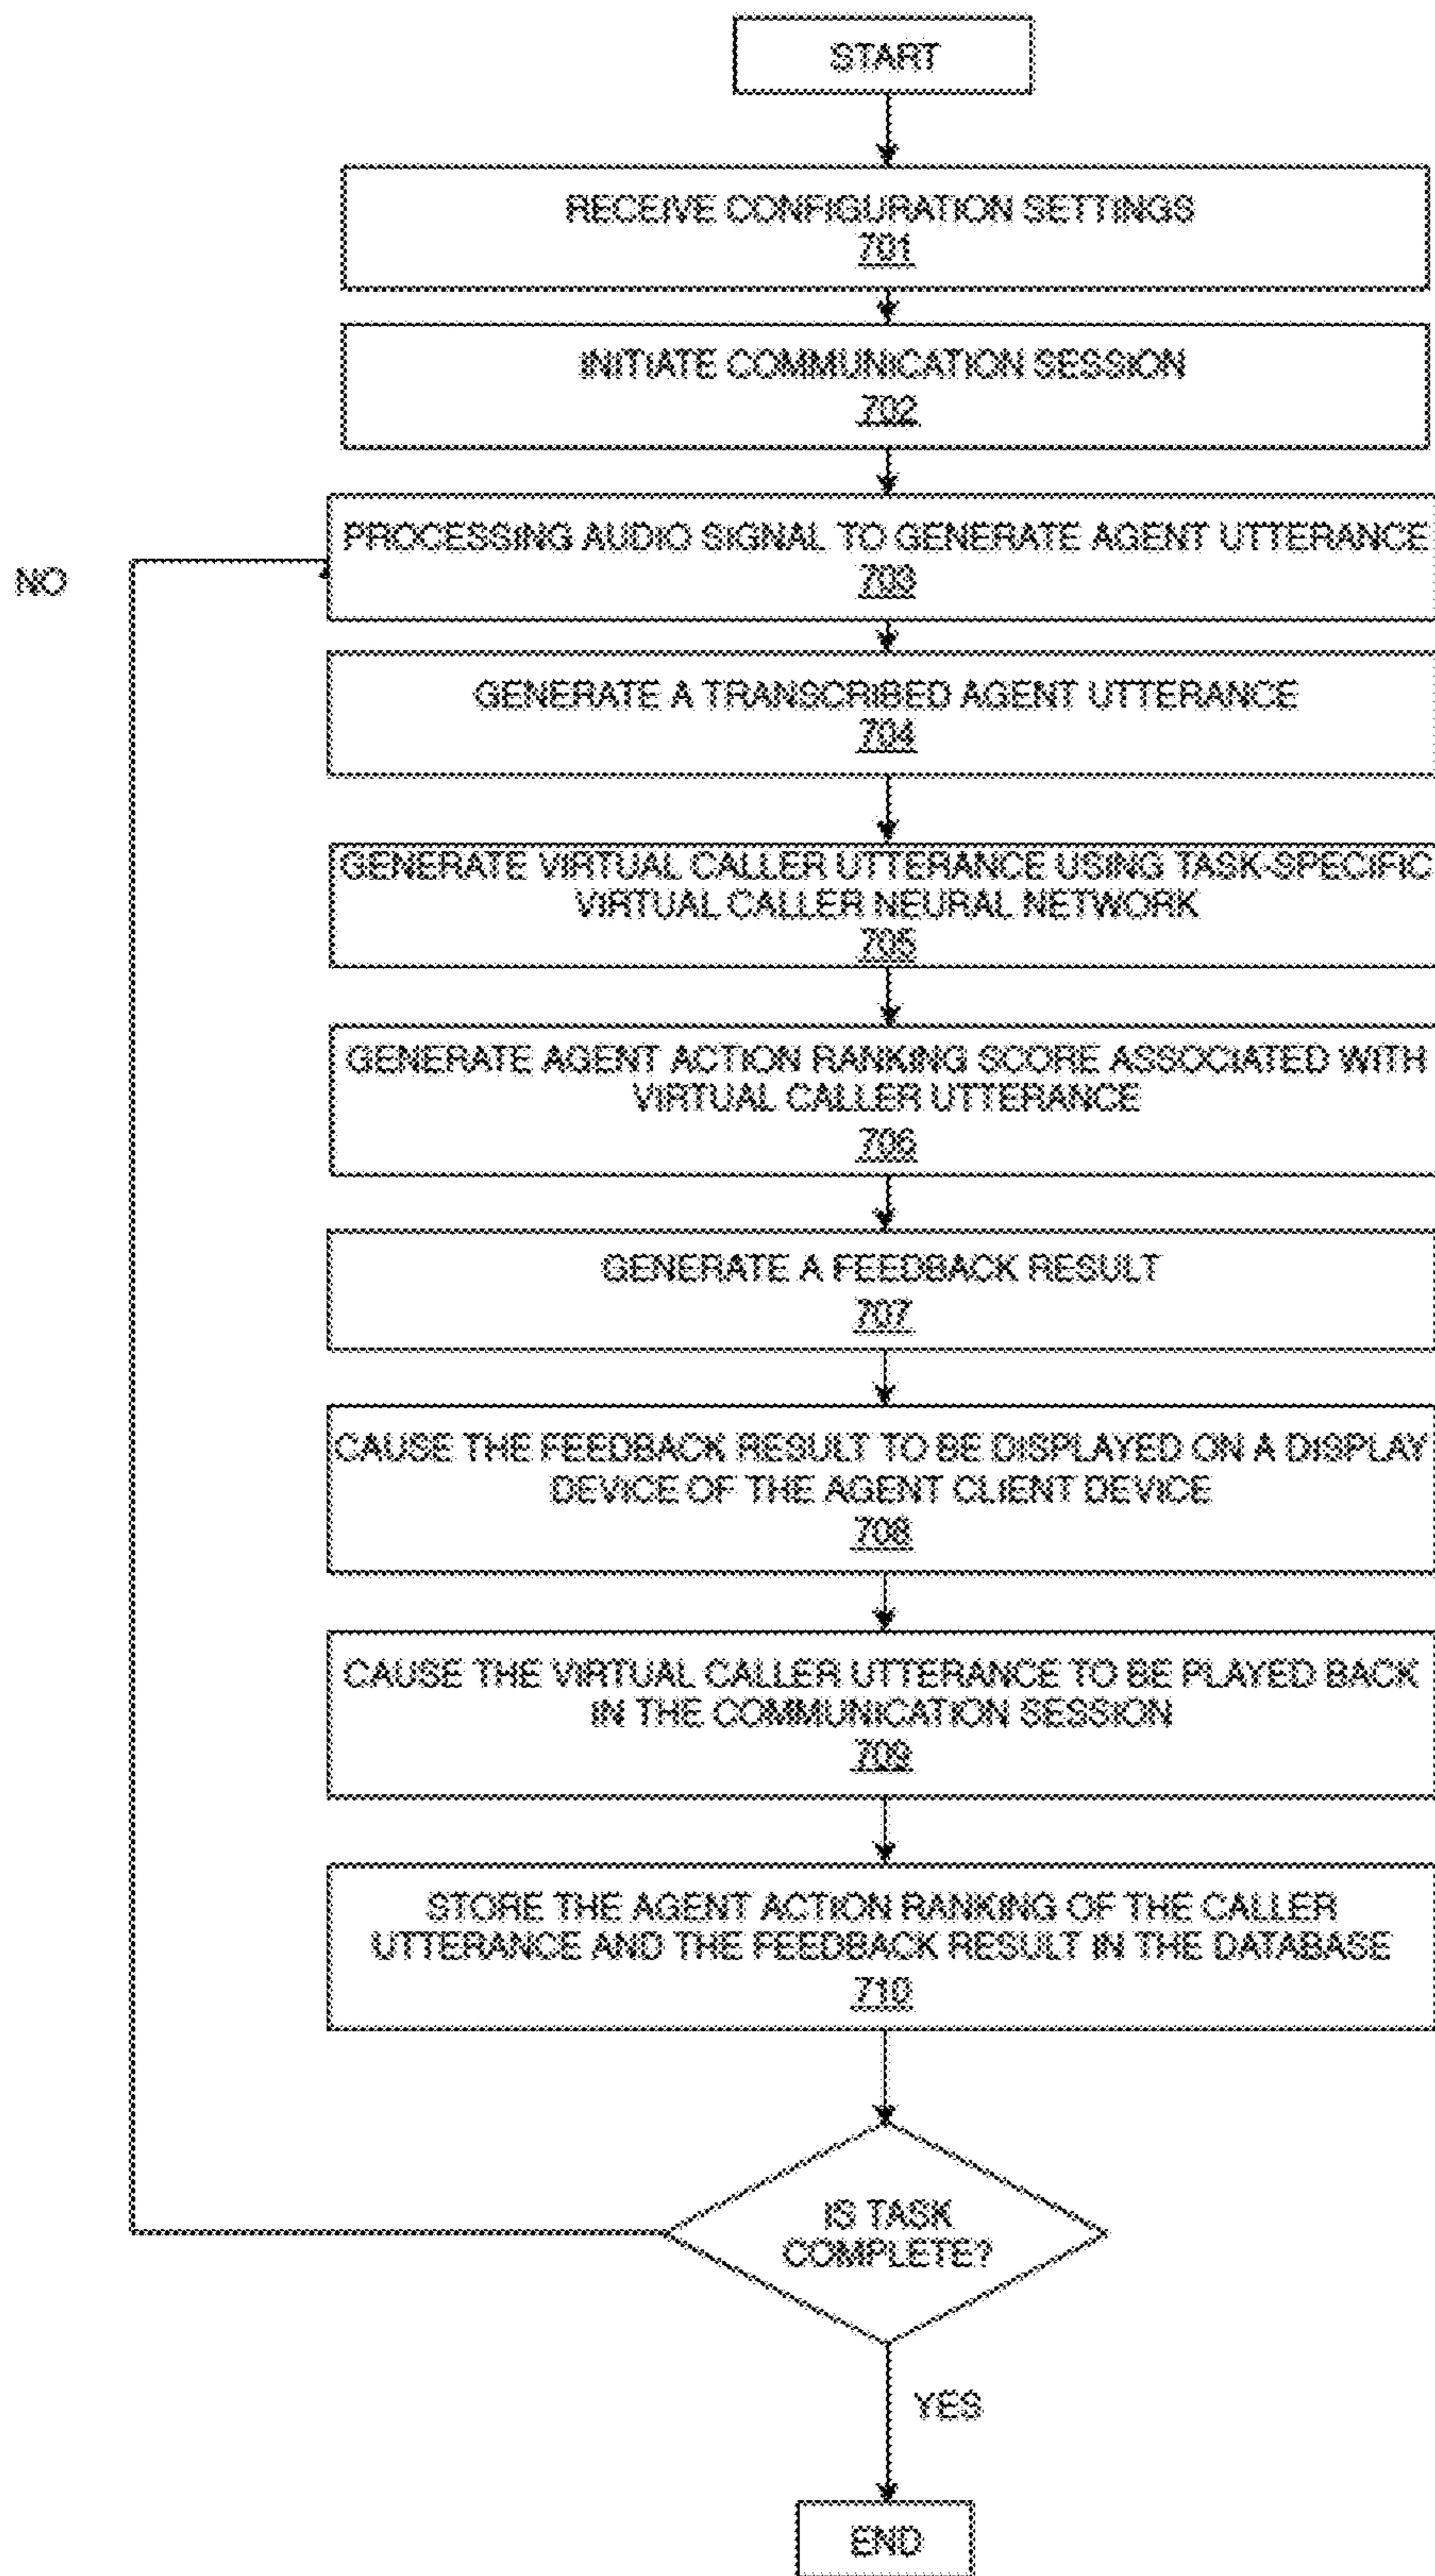 START
RECEIVE CONFIGURATION SETTINGS
701
INITIATE COMMUNICATION SESSION
702
PROCESSING AUDIO SIGNAL TO GENERATE AGENT UTTERANCE
703
NO
GENERATE A TRANSCRIBED AGENT UTTERANCE
704
GENERATE VIRTUAL CALLER UTTERANCE USING TASK-SPECIFIC
VIRTUAL CALLER NEURAL NETWORK
705
GENERATE AGENT ACTION RANKING SCORE ASSOCIATED WITH
VIRTUAL CALLER UTTERANCE
706
GENERATE A FEEDBACK RESULT
707
CAUSE THE FEEDBACK RESULT TO BE DISPLAYED ON A DISPLAY
DEVICE OF THE AGENT CLIENT DEVICE
708
CAUSE THE VIRTUAL CALLER UTTERANCE TO BE PLAYED BACK
IN THE COMMUNICATION SESSION
709
STORE THE AGENT ACTION RANKING OF THE CALLER
UTTERANCE AND THE FEEDBACK RESULT IN THE DATABASE
710
IS TASK
COMPLETE?
YES
END